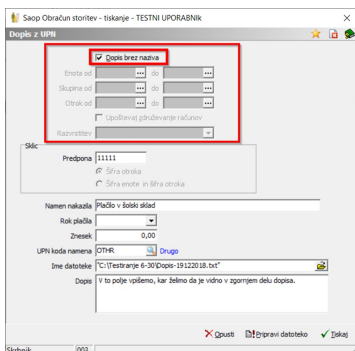 Saop Obračun storitev - tiskanje - TESTNI UPORABNIk
Dopis z UPN
Dopis brez naziva
Enota od ... do ...
Skupina od ... do ...
Otrok od ... do ...
Upoštevaj združevanje računov
Razvrstitev
Sklic
Predpona 11111
Šifra otroka
Šifra enote in šifra otroka
Namen nakazila Plačilo v šolski sklad
Rok plačila
Znesek 0,00
UPN koda namena OTHR Drugo
Ime datoteke "C:\Testiranje 6-30\Dopis-19122018.txt"
Dopis V to polje vpišemo, kar želimo da je vidno v zgornjem delu dopisa.
Opusti Pripravi datoteko Tiskaj
Skrbnik 003